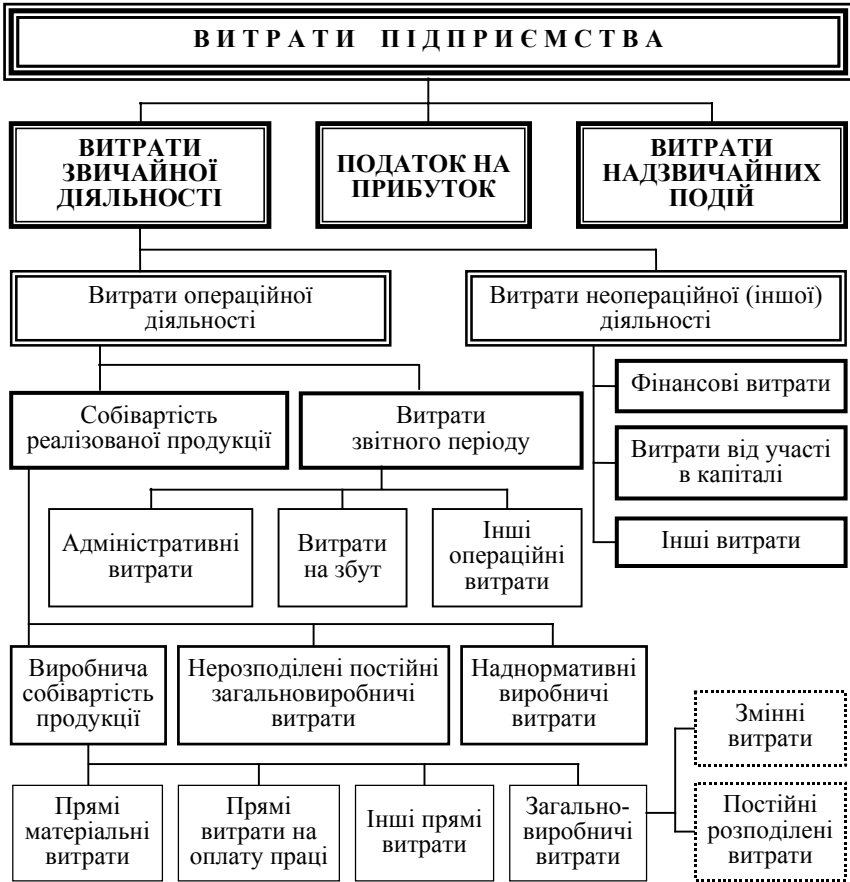 ВИТРАТИ ПІДПРИЄМСТВА
ВИТРАТИ
ЗВИЧАЙНОЇ
ДІЯЛЬНОСТІ
ПОДАТОК НА
ПРИБУТОК
ВИТРАТИ
НАДЗВИЧАЙНИХ
ПОДІЙ
Витрати операційної
діяльності
Витрати неопераційної (іншої)
діяльності
Собівартість
реалізованої продукції
Витрати
звітного періоду
Фінансові витрати
Витрати від участі
в капіталі
Інші витрати
Адміністративні
витрати
Витрати
на збут
Інші
операційні
витрати
Виробнича
собівартість
продукції
Нерозподілені постійні
загальновиробничі
витрати
Наднормативні
виробничі
витрати
Змінні
витрати
Прямі
матеріальні
витрати
Прямі
витрати на
оплату праці
Інші прямі
витрати
Загально-
виробничі
витрати
Постійні
розподілені
витрати